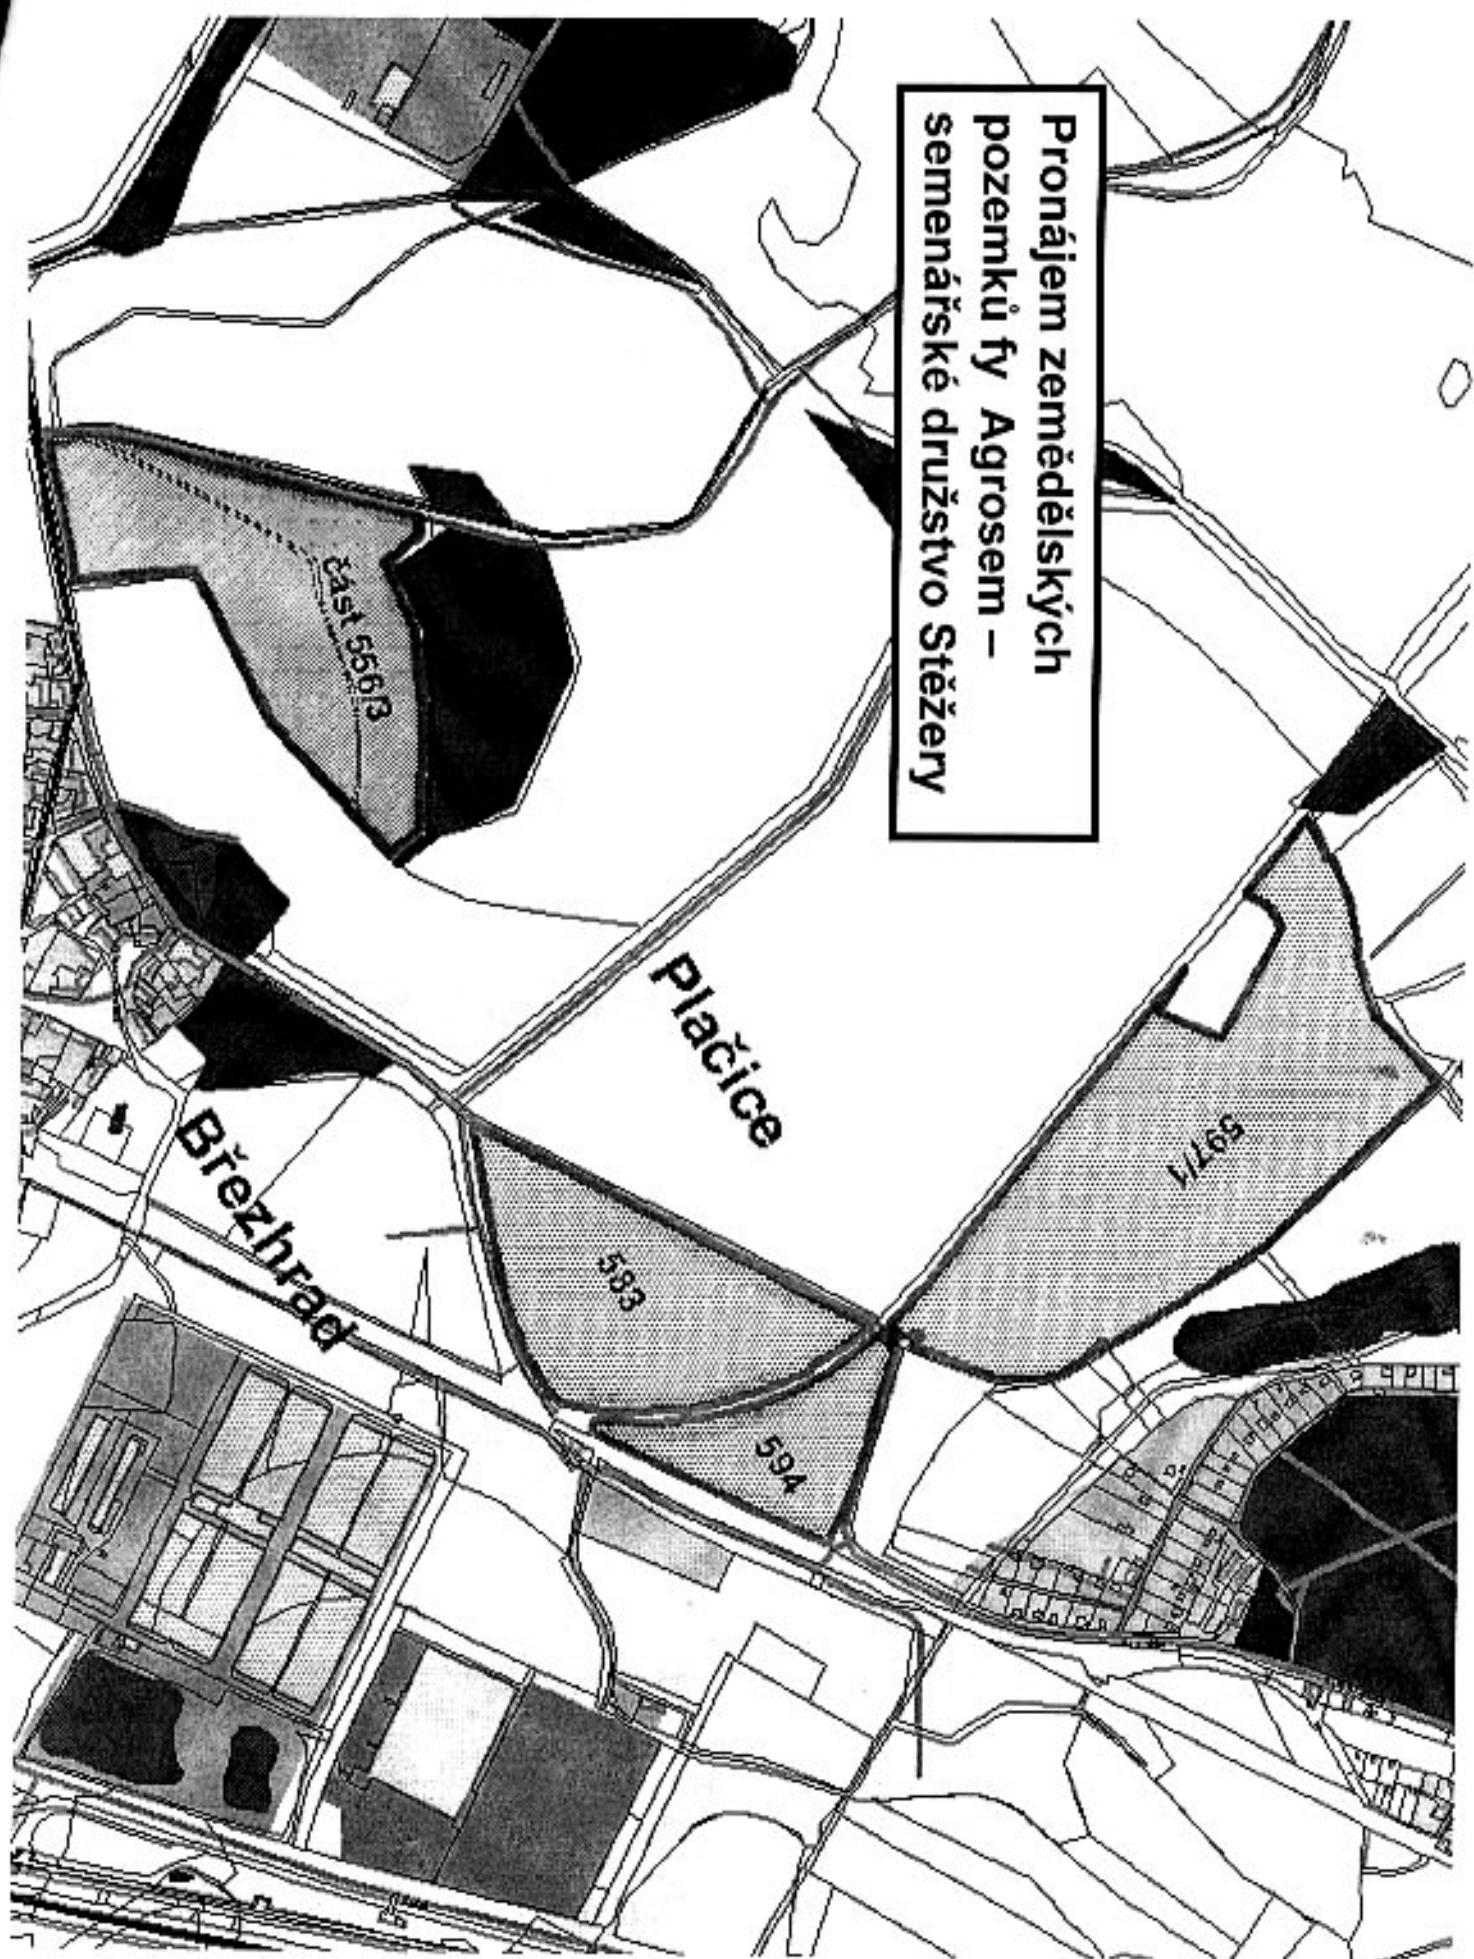 Pronájem zemědělských
pozemků fy Agrosem –
semenářské družstvo Stěžery
část 556/3
Plačice
597/1
Březhrad
583
594